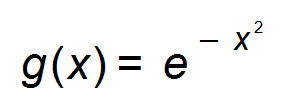 g(x) = e^{-x^2}